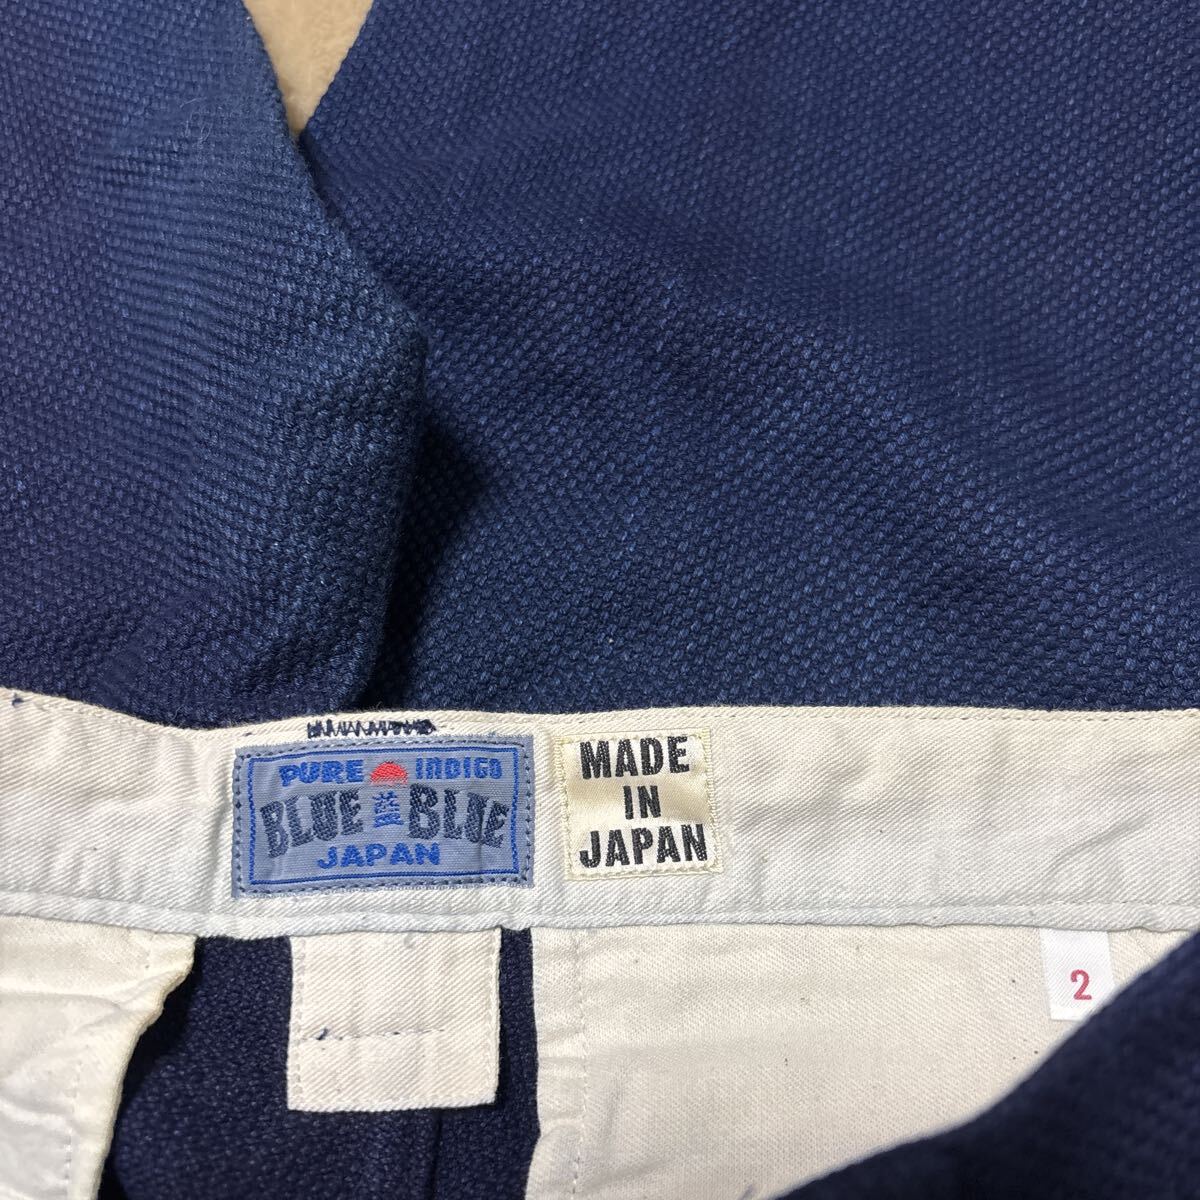 PURE INDIGO
BLUE 藍 BLUE
JAPAN
MADE
IN
JAPAN
2